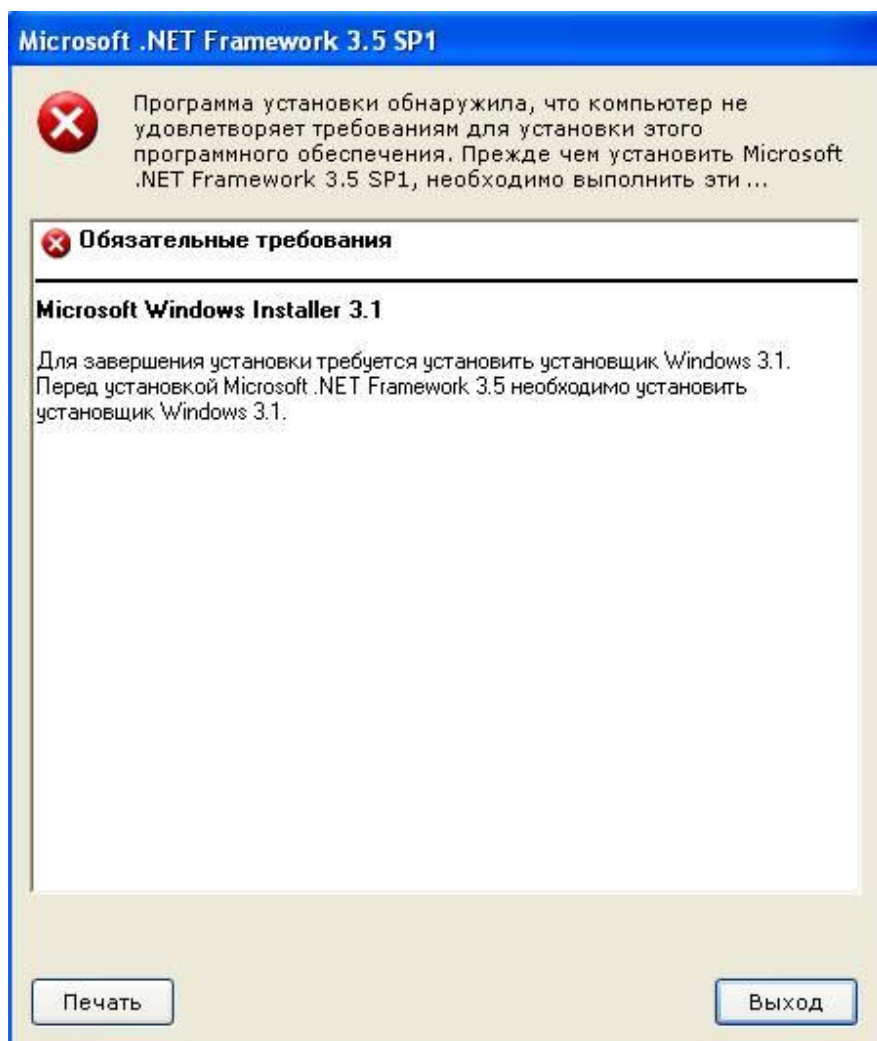 Microsoft .NET Framework 3.5 SP1
Программа установки обнаружила, что компьютер не
удовлетворяет требованиям для установки этого
программного обеспечения. Прежде чем установить Microsoft
.NET Framework 3.5 SP1, необходимо выполнить эти ...
Обязательные требования
Microsoft Windows Installer 3.1
Для завершения установки требуется установить установщик Windows 3.1.
Перед установкой Microsoft .NET Framework 3.5 необходимо установить
установщик Windows 3.1.
Печать
Выход